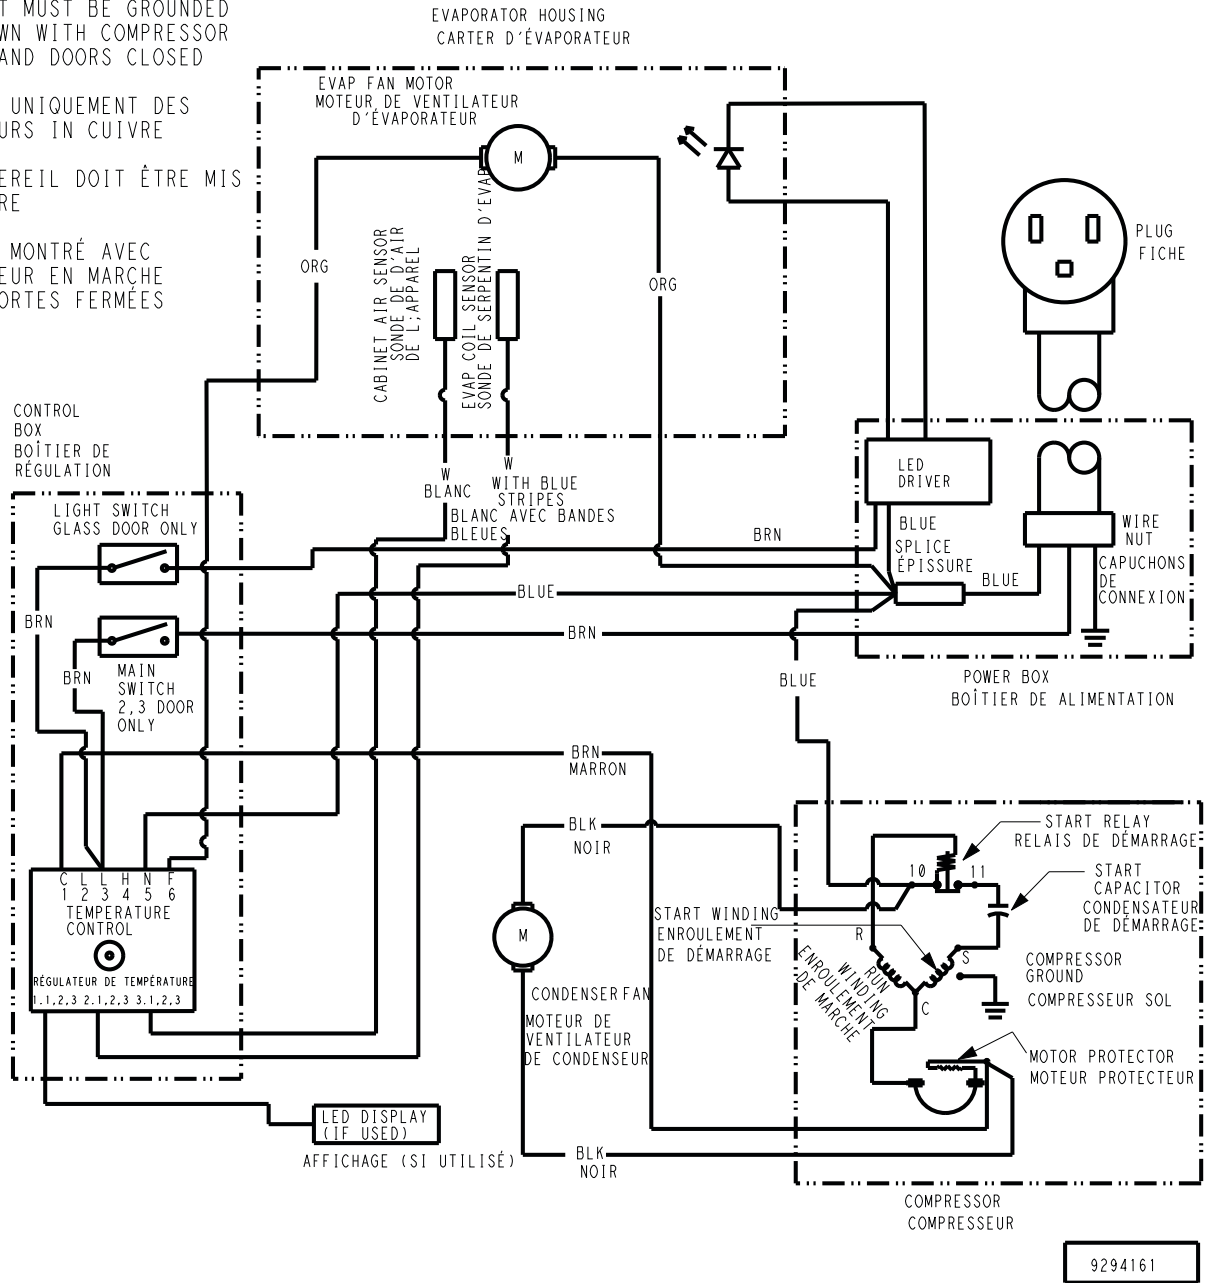 T MUST BE GROUNDED
WN WITH COMPRESSOR
AND DOORS CLOSED
UNIQUEMENT DES
URS IN CUIVRE
EREIL DOIT ÊTRE MIS
RE
MONTRÉ AVEC
EUR EN MARCHE
ORTES FERMÉES
EVAPORATOR HOUSING
CARTER D'ÉVAPORATEUR
EVAP FAN MOTOR
MOTEUR DE VENTILATEUR
D'ÉVAPORATEUR
M
ORG
ORG
CABINET AIR SENSOR
SONDE DE D'AIR
DE L;APPAREL
EVAP COIL SENSOR
SONDE DE SERPENTIN D'EVAP
PLUG
FICHE
CONTROL
BOX
BOÎTIER DE
RÉGULATION
W
BLANC
W
WITH BLUE
STRIPES
BLANC AVEC BANDES
BLEUES
LED
DRIVER
BLUE
SPLICE
ÉPISSURE
BLUE
WIRE
NUT
CAPUCHONS
DE
CONNEXION
LIGHT SWITCH
GLASS DOOR ONLY
BRN
BLUE
BRN
BRN
BRN
MAIN
SWITCH
2,3 DOOR
ONLY
BLUE
POWER BOX
BOÎTIER DE ALIMENTATION
BRN
MARRON
BLK
NOIR
C L L H N F
1 2 3 4 5 6
TEMPERATURE
CONTROL
RÉGULATEUR DE TEMPÉRATURE
1.1,2,3 2.1,2,3 3.1,2,3
M
CONDENSER FAN
MOTEUR DE
VENTILATEUR
DE CONDENSEUR
START RELAY
RELAIS DE DÉMARRAGE
10
11
START
CAPACITOR
CONDENSATEUR
DE DÉMARRAGE
START WINDING
ENROULEMENT
DE DÉMARRAGE
R
S
C
RUN
WINDING
ENROULEMENT
DE MARCHE
COMPRESSOR
GROUND
COMPRESSEUR SOL
MOTOR PROTECTOR
MOTEUR PROTECTEUR
LED DISPLAY
(IF USED)
AFFICHAGE (SI UTILISÉ)
BLK
NOIR
COMPRESSOR
COMPRESSEUR
9294161